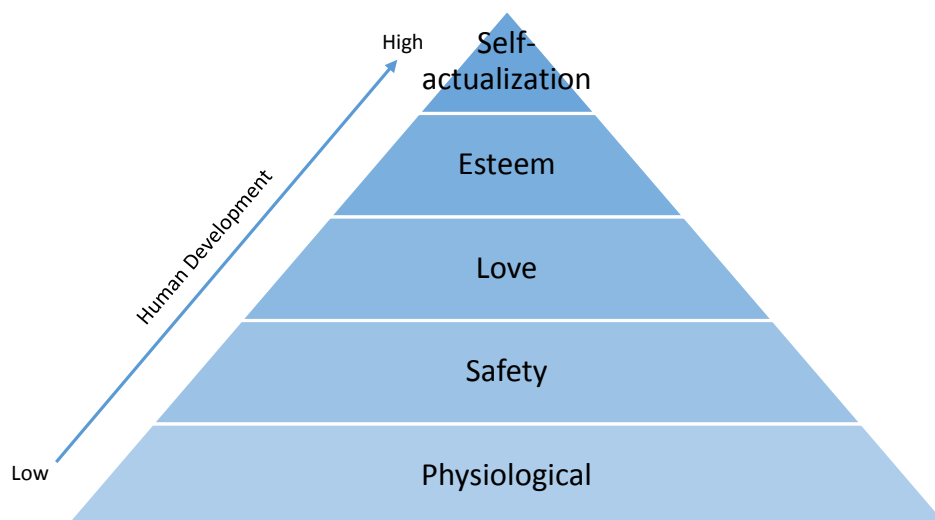 High
Self-
actualization
Esteem
Human Development
Love
Safety
Low
Physiological